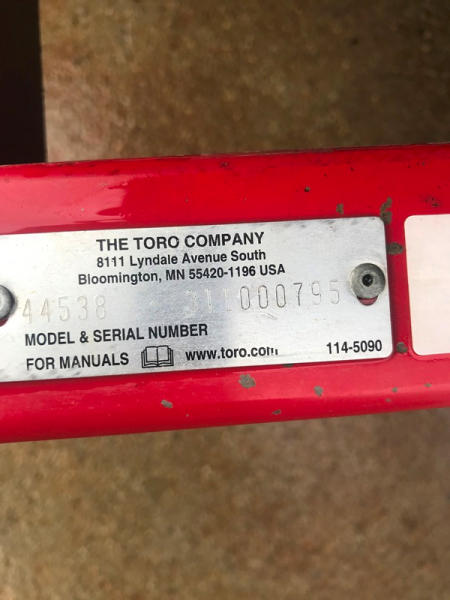 THE TORO COMPANY
8111 Lyndale Avenue South
Bloomington, MN 55420-1196 USA
44538 311000795
MODEL & SERIAL NUMBER
FOR MANUALS www.toro.com 114-5090